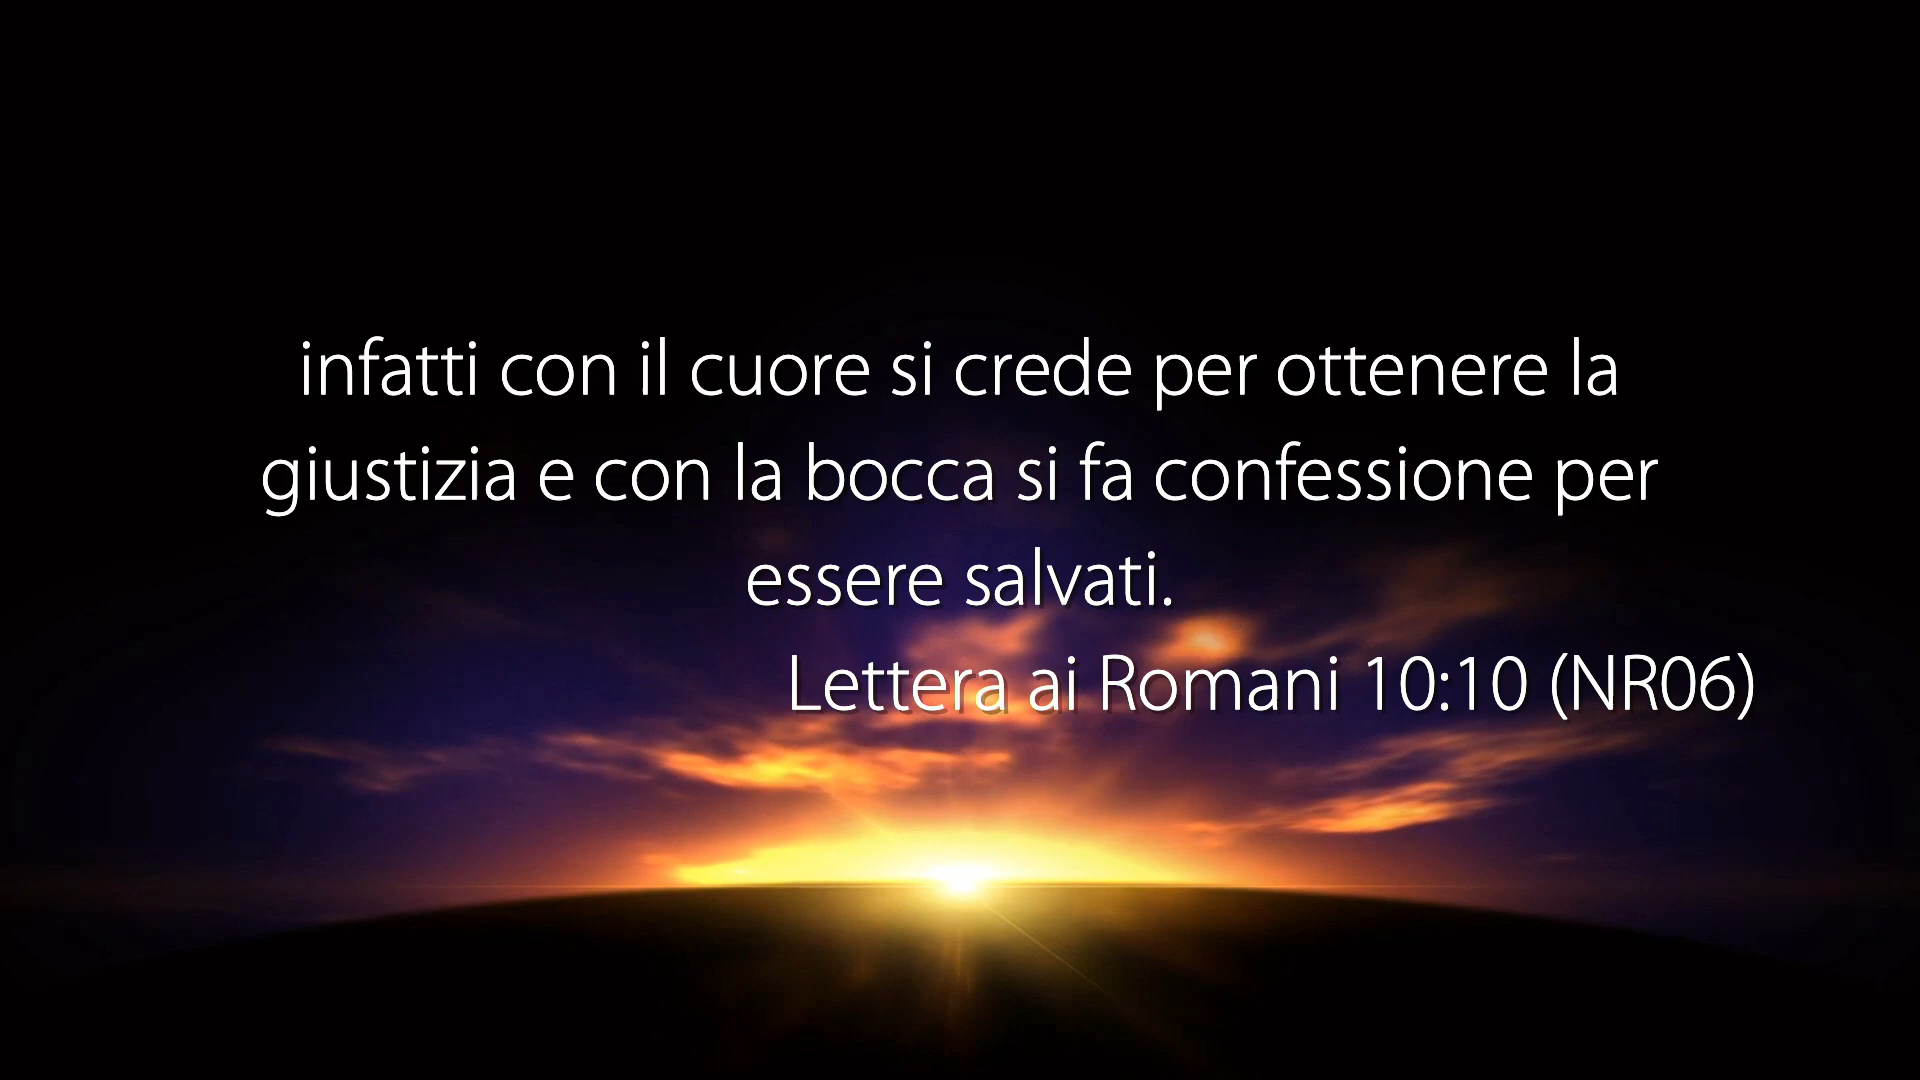 infatti con il cuore si crede per ottenere la
giustizia e con la bocca si fa confessione per
essere salvati.
Lettera ai Romani 10:10 (NR06)